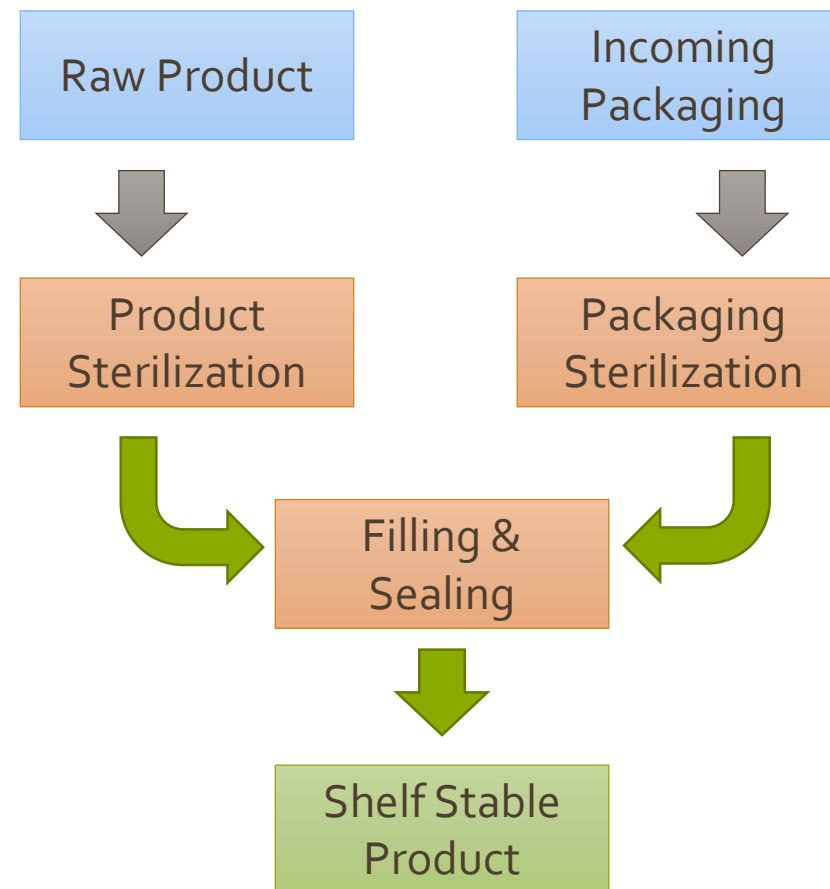 Raw Product
Incoming
Packaging
Product
Sterilization
Packaging
Sterilization
Filling &
Sealing
Shelf Stable
Product